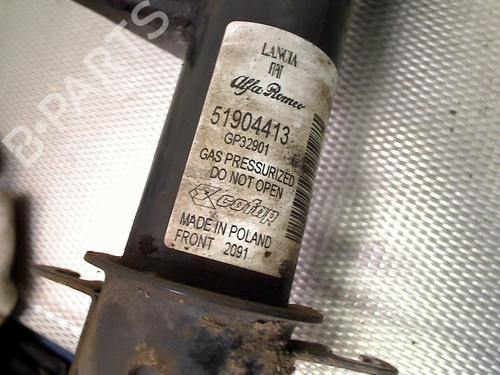 LANCIA
FIAT
Alfa Romeo
51904413
GP32901
GAS PRESSURIZED
DO NOT OPEN
cofap
MADE IN POLAND
FRONT 2091
B-PARTS